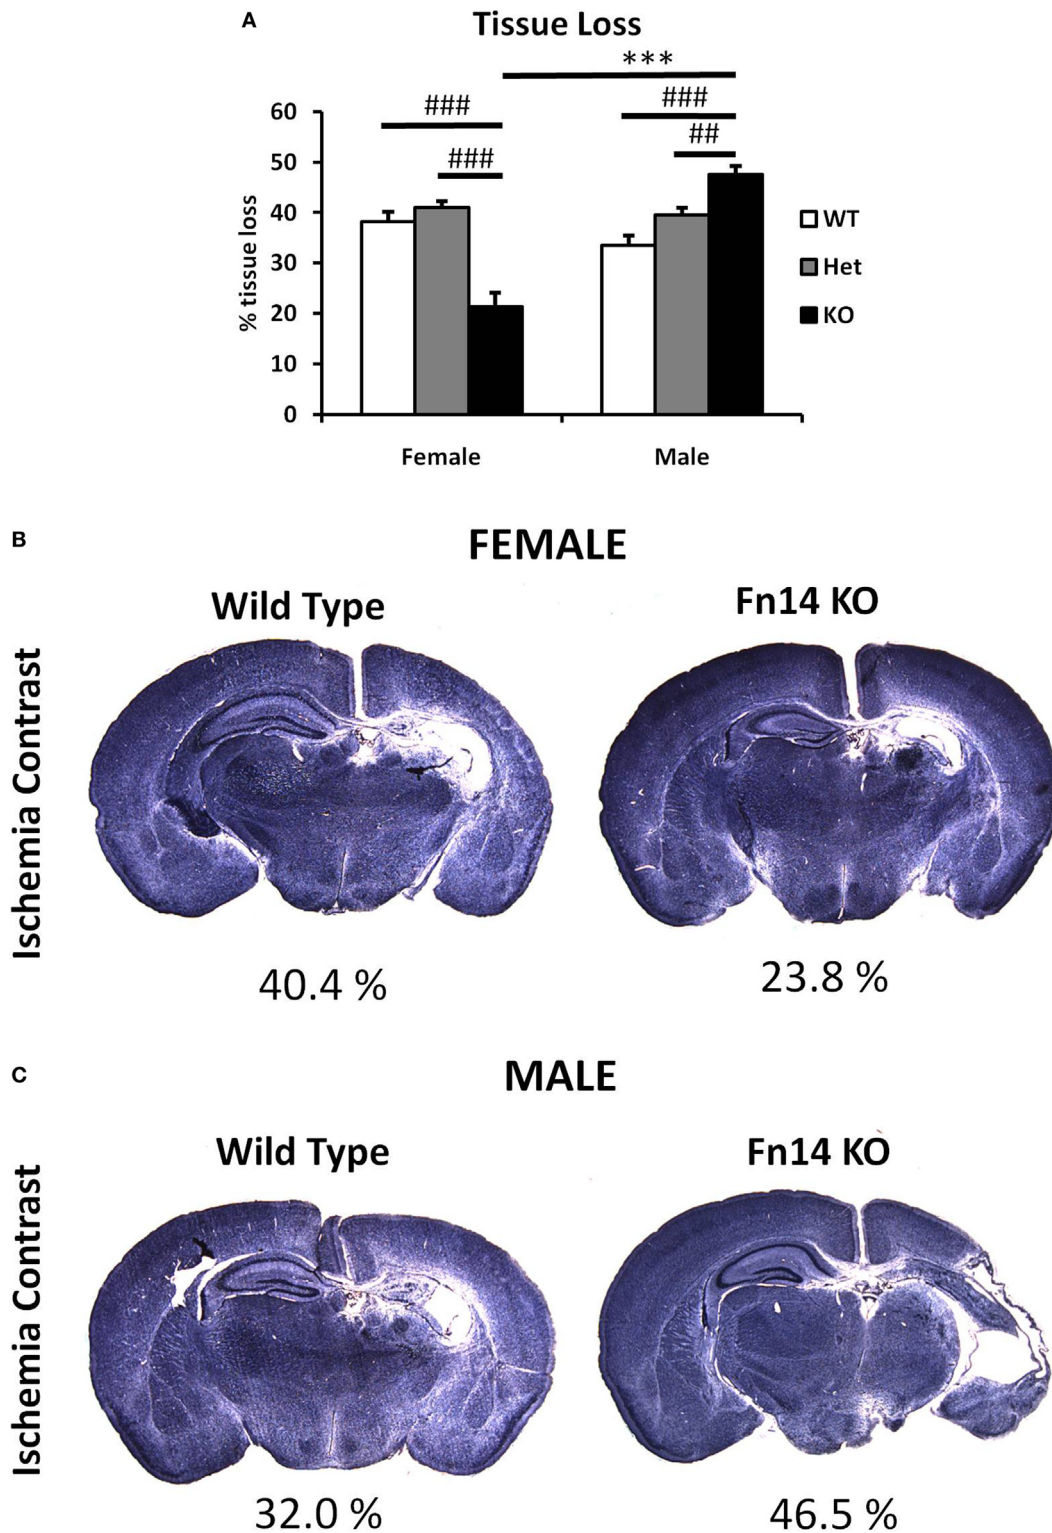 A
Tissue Loss
***
###
###
###
##
60
50
40
30
20
10
0
% tissue loss
WT
Het
KO
Female
Male
B
FEMALE
Wild Type
Fn14 KO
Ischemia Contrast
40.4 %
23.8 %
C
MALE
Wild Type
Fn14 KO
Ischemia Contrast
32.0 %
46.5 %